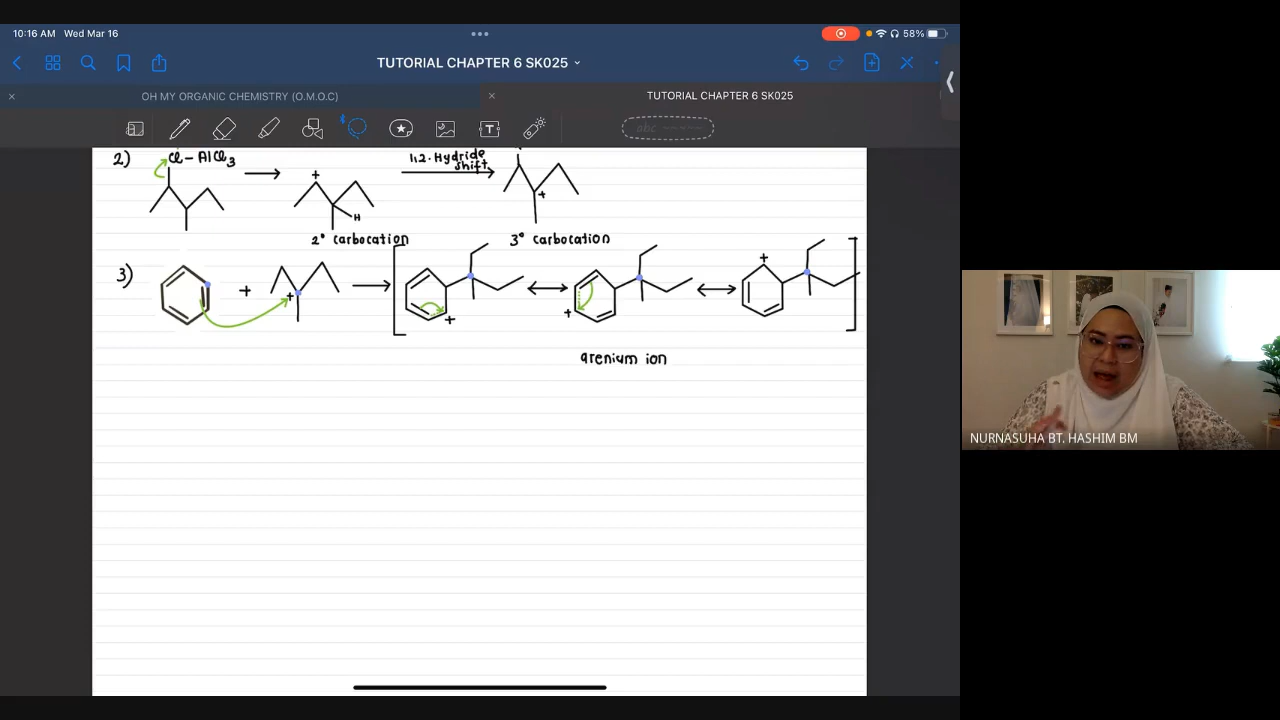 10:16 AM Wed Mar 16
58%
TUTORIAL CHAPTER 6 SK025
OH MY ORGANIC CHEMISTRY (O.M.O.C)
TUTORIAL CHAPTER 6 SK025
abc
2)
Cl - AlCl3
+
H
2° carbocation
1,2-Hydride
shift
+
3° carbocation
3)
+
+
+
+
+
arenium ion
NURNASUHA BT. HASHIM BM